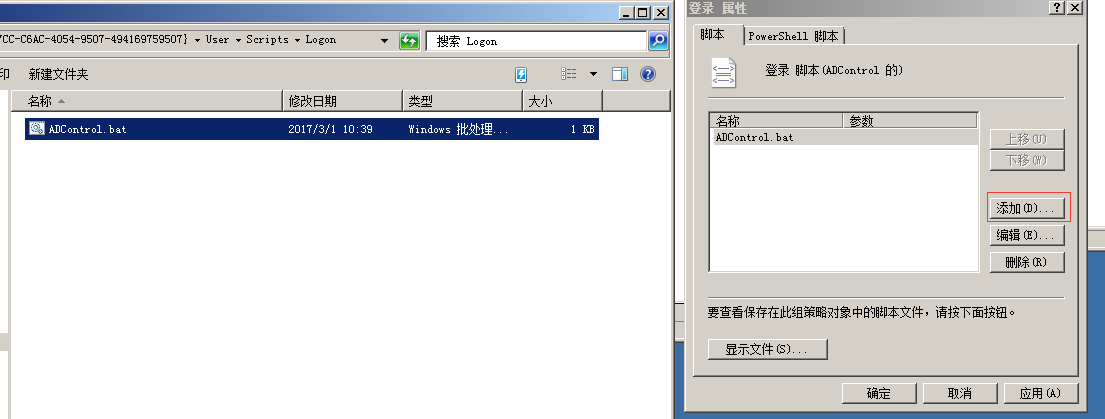 7CC-C6AC-4054-9507-494169759507} ▾ User ▾ Scripts ▾ Logon
搜索 Logon
印 新建文件夹
名称 修改日期 类型 大小
ADControl.bat 2017/3/1 10:39 Windows 批处理... 1 KB
登录 属性
脚本 PowerShell 脚本
登录 脚本(ADControl 的)
名称 参数
ADControl.bat
上移(U)
下移(W)
添加(D)...
编辑(E)...
删除(R)
要查看保存在此组策略对象中的脚本文件，请按下面按钮。
显示文件(S)...
确定 取消 应用(A)